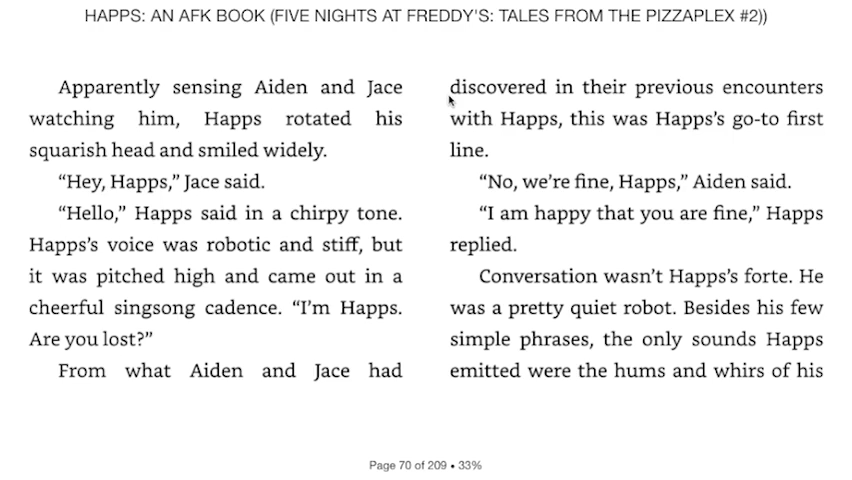 HAPPS: AN AFK BOOK (FIVE NIGHTS AT FREDDY'S: TALES FROM THE PIZZAPLEX #2))
Apparently sensing Aiden and Jace
watching him, Happs rotated his
squarish head and smiled widely.
“Hey, Happs,” Jace said.
“Hello,” Happs said in a chirpy tone.
Happs’s voice was robotic and stiff, but
it was pitched high and came out in a
cheerful singsong cadence. “I’m Happs.
Are you lost?”
From what Aiden and Jace had
discovered in their previous encounters
with Happs, this was Happs’s go-to first
line.
“No, we’re fine, Happs,” Aiden said.
“I am happy that you are fine,” Happs
replied.
Conversation wasn’t Happs’s forte. He
was a pretty quiet robot. Besides his few
simple phrases, the only sounds Happs
emitted were the hums and whirs of his
Page 70 of 209 • 33%